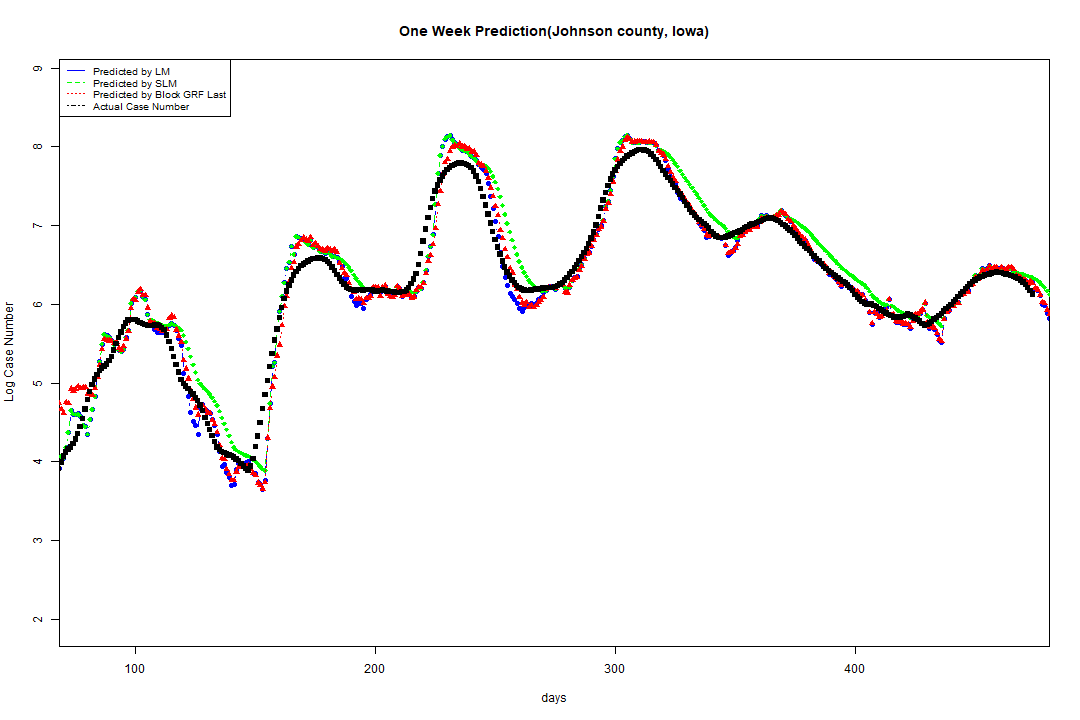 One Week Prediction(Johnson county, Iowa)
Predicted by LM
Predicted by SLM
Predicted by Block GRF Last
Actual Case Number
9
8
7
6
5
4
3
2
Log Case Number
100 200 300 400
days